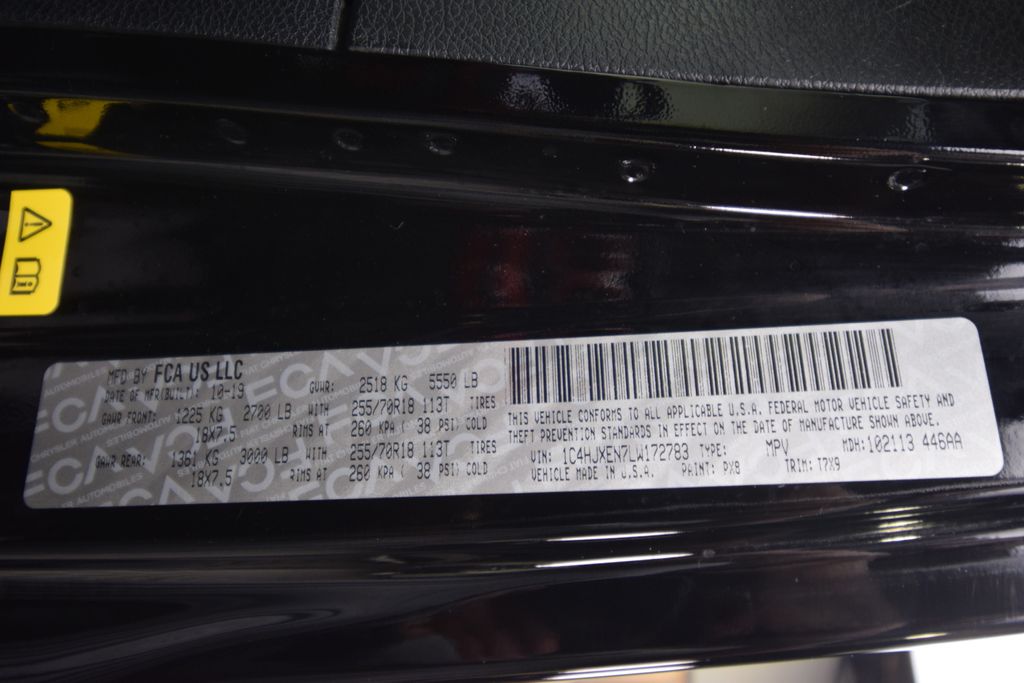 MFD BY FCA US LLC
DATE OF MFR(BUILT): 10-19 GVWR: 2518 KG 5550 LB
GAWR FRONT: 1225 KG 2700 LB WITH 255/70R18 113T TIRES
18X7.5 RIMS AT 260 KPA ( 38 PSI) COLD
GAWR REAR: 1361 KG 3000 LB WITH 255/70R18 113T TIRES
18X7.5 RIMS AT 260 KPA ( 38 PSI) COLD
THIS VEHICLE CONFORMS TO ALL APPLICABLE U.S.A. FEDERAL MOTOR VEHICLE SAFETY AND
THEFT PREVENTION STANDARDS IN EFFECT ON THE DATE OF MANUFACTURE SHOWN ABOVE.
VIN: 1C4HJXEN7LW172783 TYPE: MPV MDH:102113 448AA
VEHICLE MADE IN U.S.A. PAINT: PX8 TRIM: T7X9